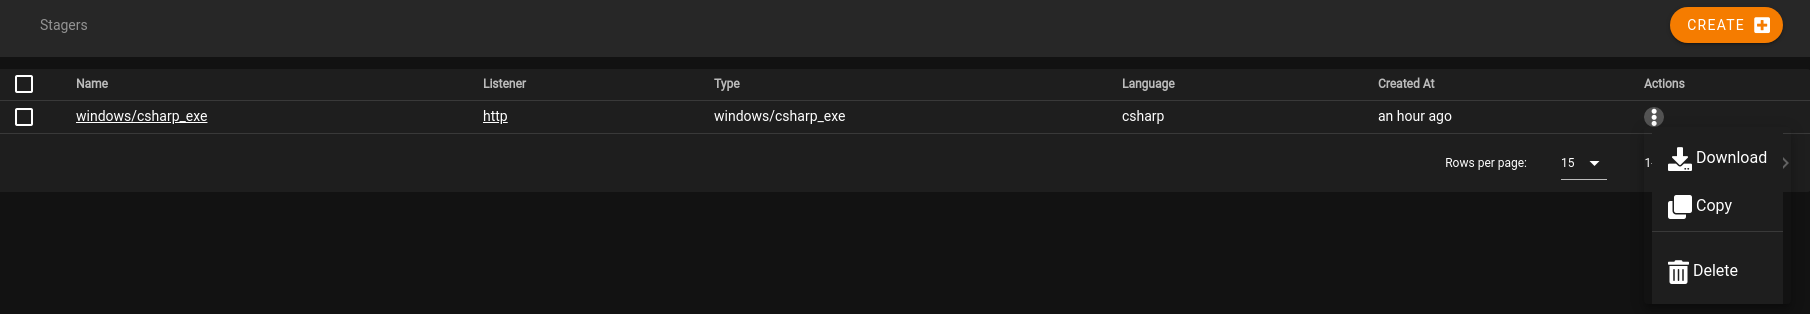 Stagers
CREATE
Name Listener Type Language Created At Actions
windows/csharp_exe http windows/csharp_exe csharp an hour ago
Rows per page: 15
Download
Copy
Delete